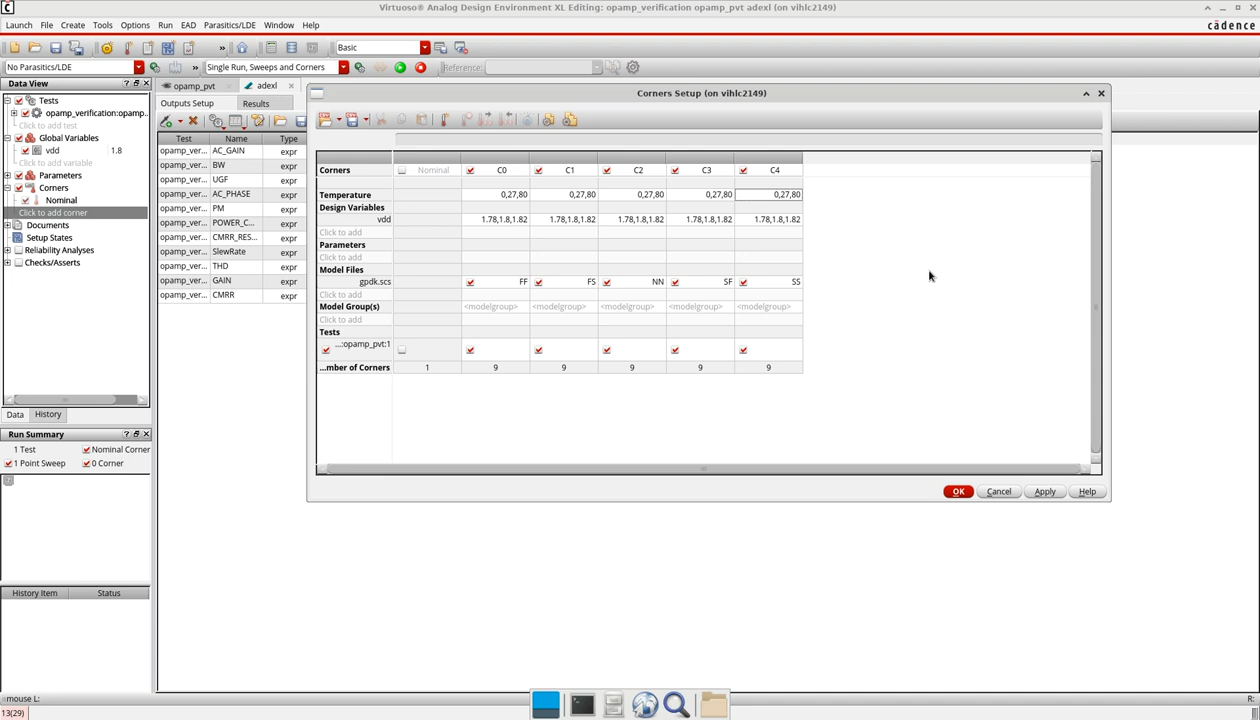 Virtuoso® Analog Design Environment XL Editing: opamp_verification opamp_pvt adexl (on vihlc2149)
Launch File Create Tools Options Run EAD Parasitics/LDE Window Help
cādence
» Basic
No Parasitics/LDE » Single Run, Sweeps and Corners Reference:
Data View
opamp_pvt adexl
Outputs Setup Results
Tests
opamp_verification:opamp..
Click to add test
Global Variables
vdd 1.8
Click to add variable
Parameters
Corners
Nominal
Click to add corner
Documents
Setup States
Reliability Analyses
Checks/Asserts
Data History
Run Summary
1 Test Nominal Corner
1 Point Sweep 0 Corner
History Item Status
Test Name Type
opamp_ver... AC_GAIN expr
opamp_ver... BW expr
opamp_ver... UGF expr
opamp_ver... AC_PHASE expr
opamp_ver... PM expr
opamp_ver... POWER_C... expr
opamp_ver... CMRR_RES... expr
opamp_ver... SlewRate expr
opamp_ver... THD expr
opamp_ver... GAIN expr
opamp_ver... CMRR expr
Corners Setup (on vihlc2149)
Corners Nominal C0 C1 C2 C3 C4
Temperature 0,27,80 0,27,80 0,27,80 0,27,80 0,27,80
Design Variables
vdd 1.78,1.8,1.82 1.78,1.8,1.82 1.78,1.8,1.82 1.78,1.8,1.82 1.78,1.8,1.82
Click to add
Parameters
Click to add
Model Files
gpdk.scs FF FS NN SF SS
Click to add
Model Group(s) <modelgroup> <modelgroup> <modelgroup> <modelgroup> <modelgroup>
Click to add
Tests
...:opamp_pvt:1
...mber of Corners 1 9 9 9 9 9
OK Cancel Apply Help
mouse L: R:
13(29)